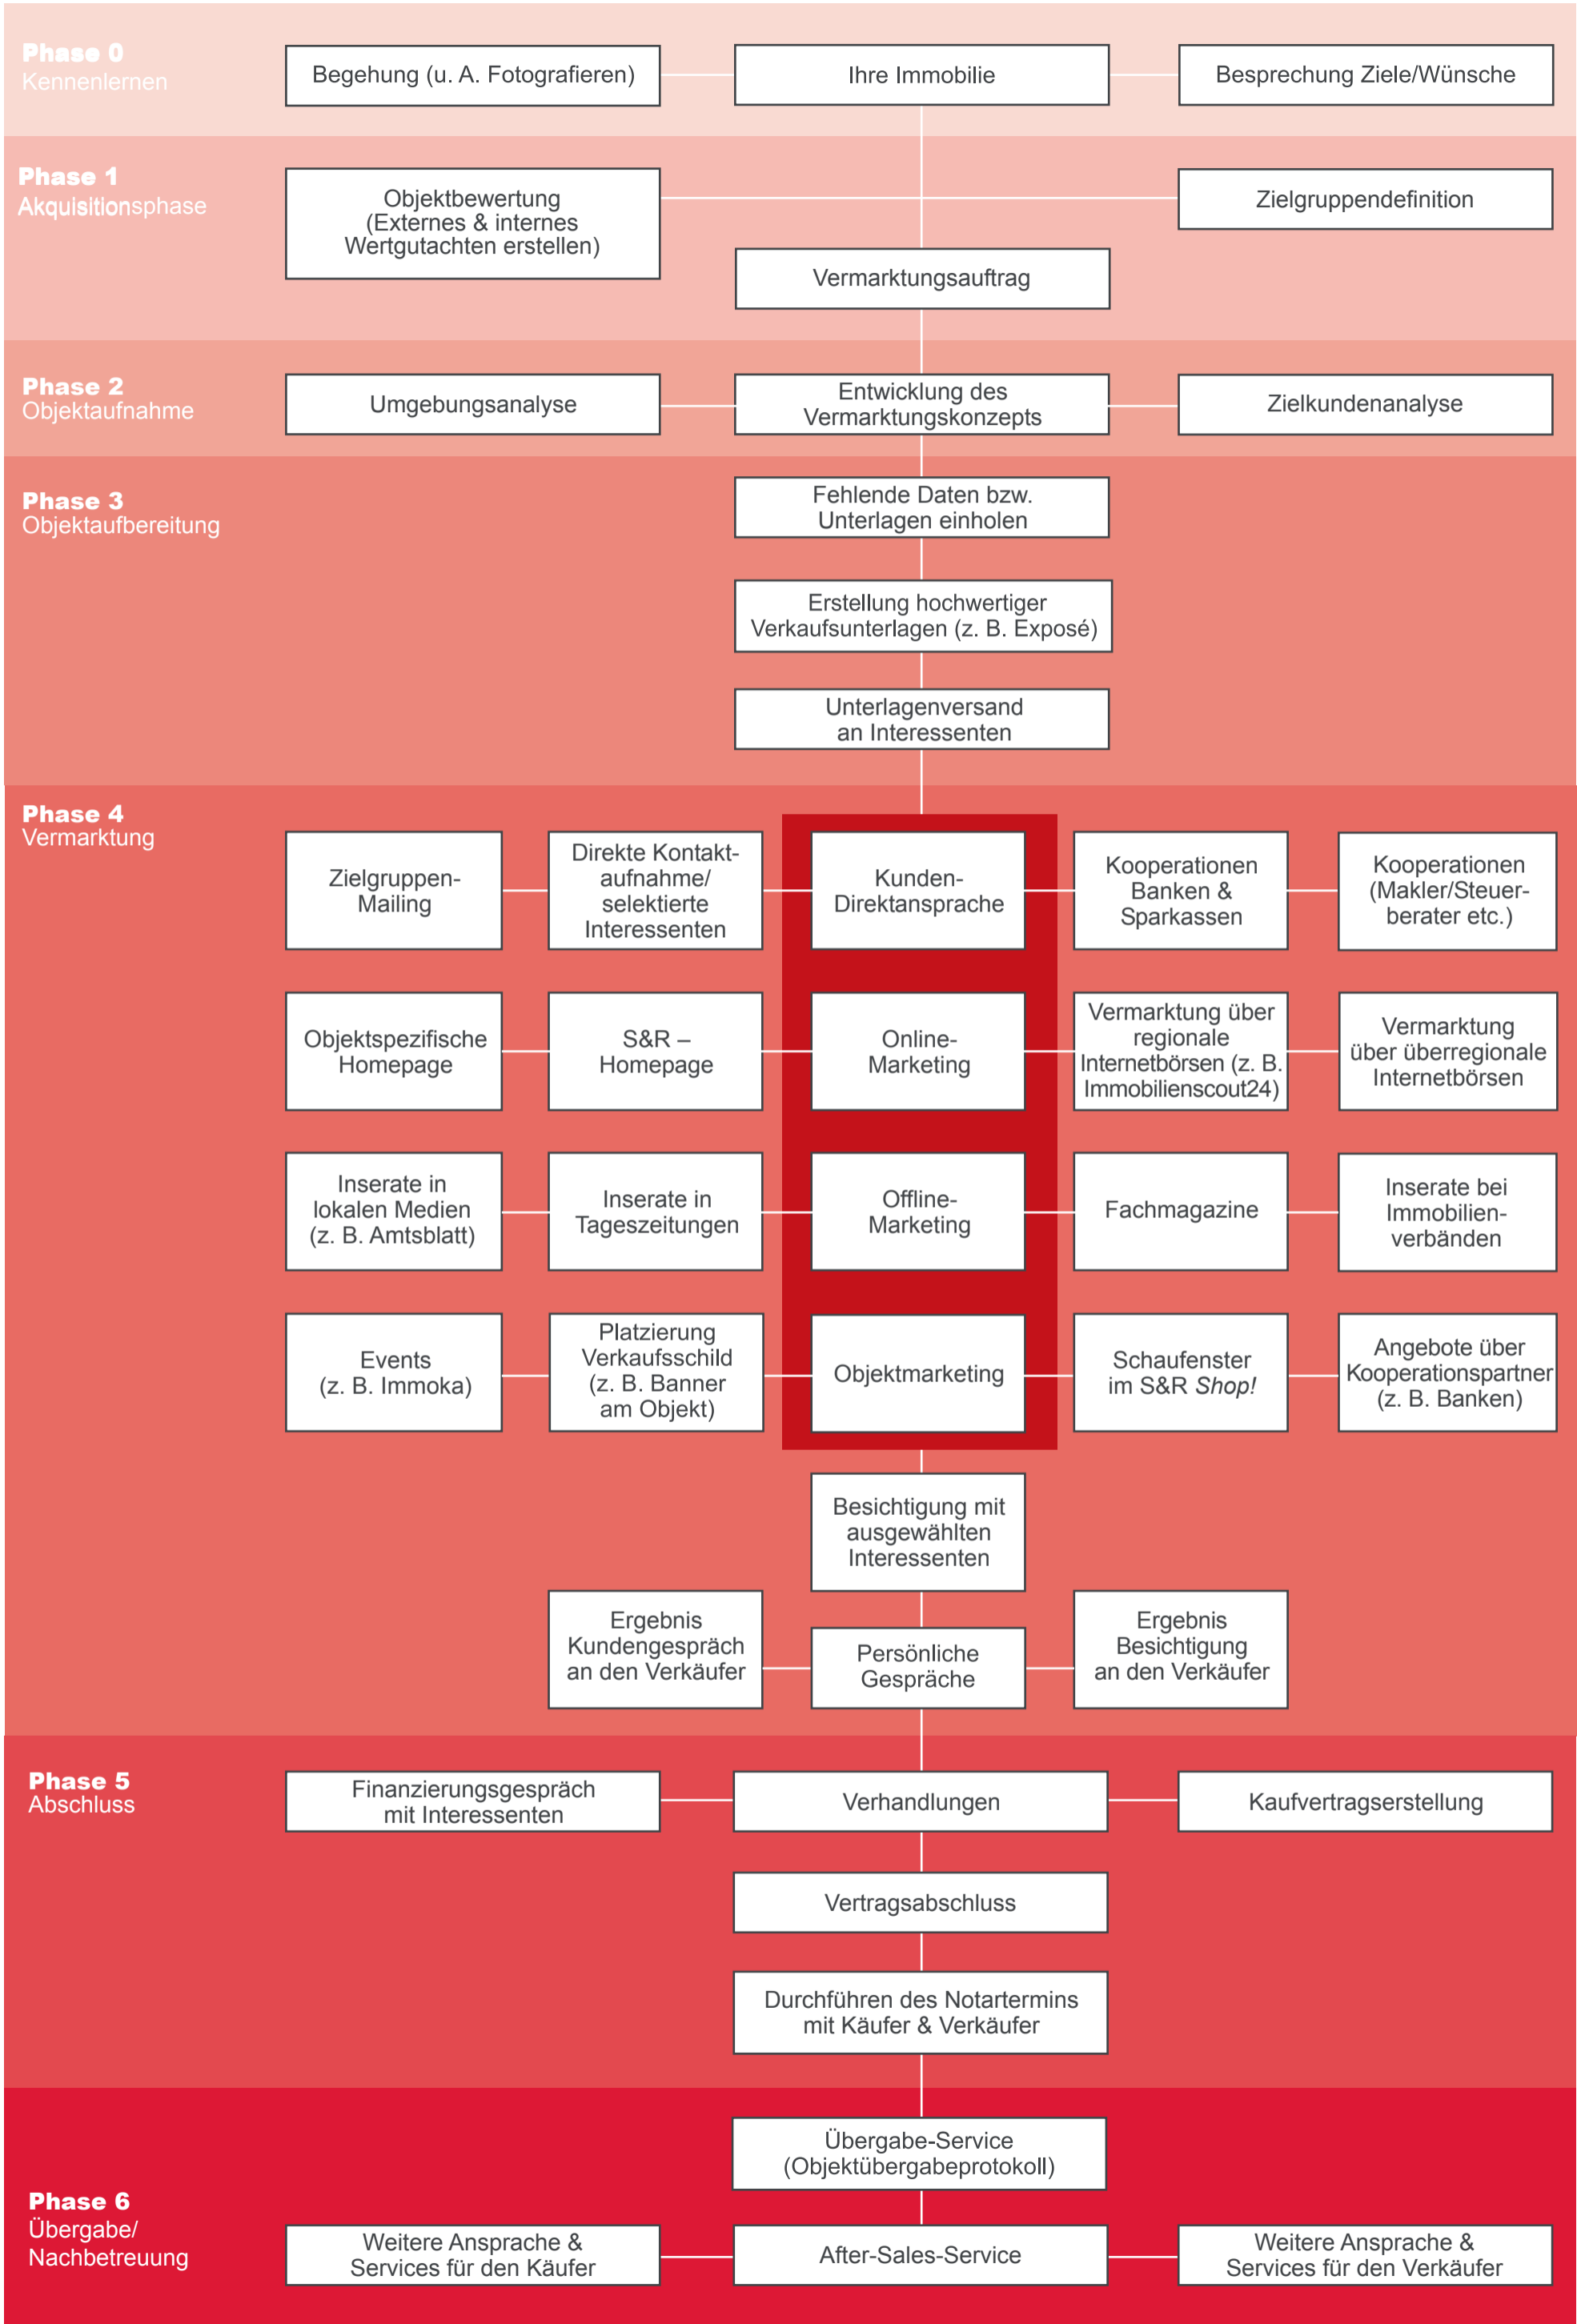 Phase 0
Kennenlernen
Begehung (u. A. Fotografieren)
Ihre Immobilie
Besprechung Ziele/Wünsche
Phase 1
Akquisitionsphase
Objektbewertung
(Externes & internes
Wertgutachten erstellen)
Zielgruppendefinition
Vermarktungsauftrag
Phase 2
Objektaufnahme
Umgebungsanalyse
Entwicklung des
Vermarktungskonzepts
Zielkundenanalyse
Phase 3
Objektaufbereitung
Fehlende Daten bzw.
Unterlagen einholen
Erstellung hochwertiger
Verkaufsunterlagen (z. B. Exposé)
Unterlagenversand
an Interessenten
Phase 4
Vermarktung
Zielgruppen-
Mailing
Direkte Kontakt-
aufnahme/
selektierte
Interessenten
Kunden-
Direktansprache
Kooperationen
Banken &
Sparkassen
Kooperationen
(Makler/Steuer-
berater etc.)
Objektspezifische
Homepage
S&R –
Homepage
Online-
Marketing
Vermarktung über
regionale
Internetbörsen (z. B.
Immobilienscout24)
Vermarktung
über überregionale
Internetbörsen
Inserate in
lokalen Medien
(z. B. Amtsblatt)
Inserate in
Tageszeitungen
Offline-
Marketing
Fachmagazine
Inserate bei
Immobilien-
verbänden
Events
(z. B. Immoka)
Platzierung
Verkaufsschild
(z. B. Banner
am Objekt)
Objektmarketing
Schaufenster
im S&R Shop!
Angebote über
Kooperationspartner
(z. B. Banken)
Besichtigung mit
ausgewählten
Interessenten
Ergebnis
Kundengespräch
an den Verkäufer
Persönliche
Gespräche
Ergebnis
Besichtigung
an den Verkäufer
Phase 5
Abschluss
Finanzierungsgespräch
mit Interessenten
Verhandlungen
Kaufvertragserstellung
Vertragsabschluss
Durchführen des Notartermins
mit Käufer & Verkäufer
Übergabe-Service
(Objektübergabeprotokoll)
Phase 6
Übergabe/
Nachbetreuung
Weitere Ansprache &
Services für den Käufer
After-Sales-Service
Weitere Ansprache &
Services für den Verkäufer